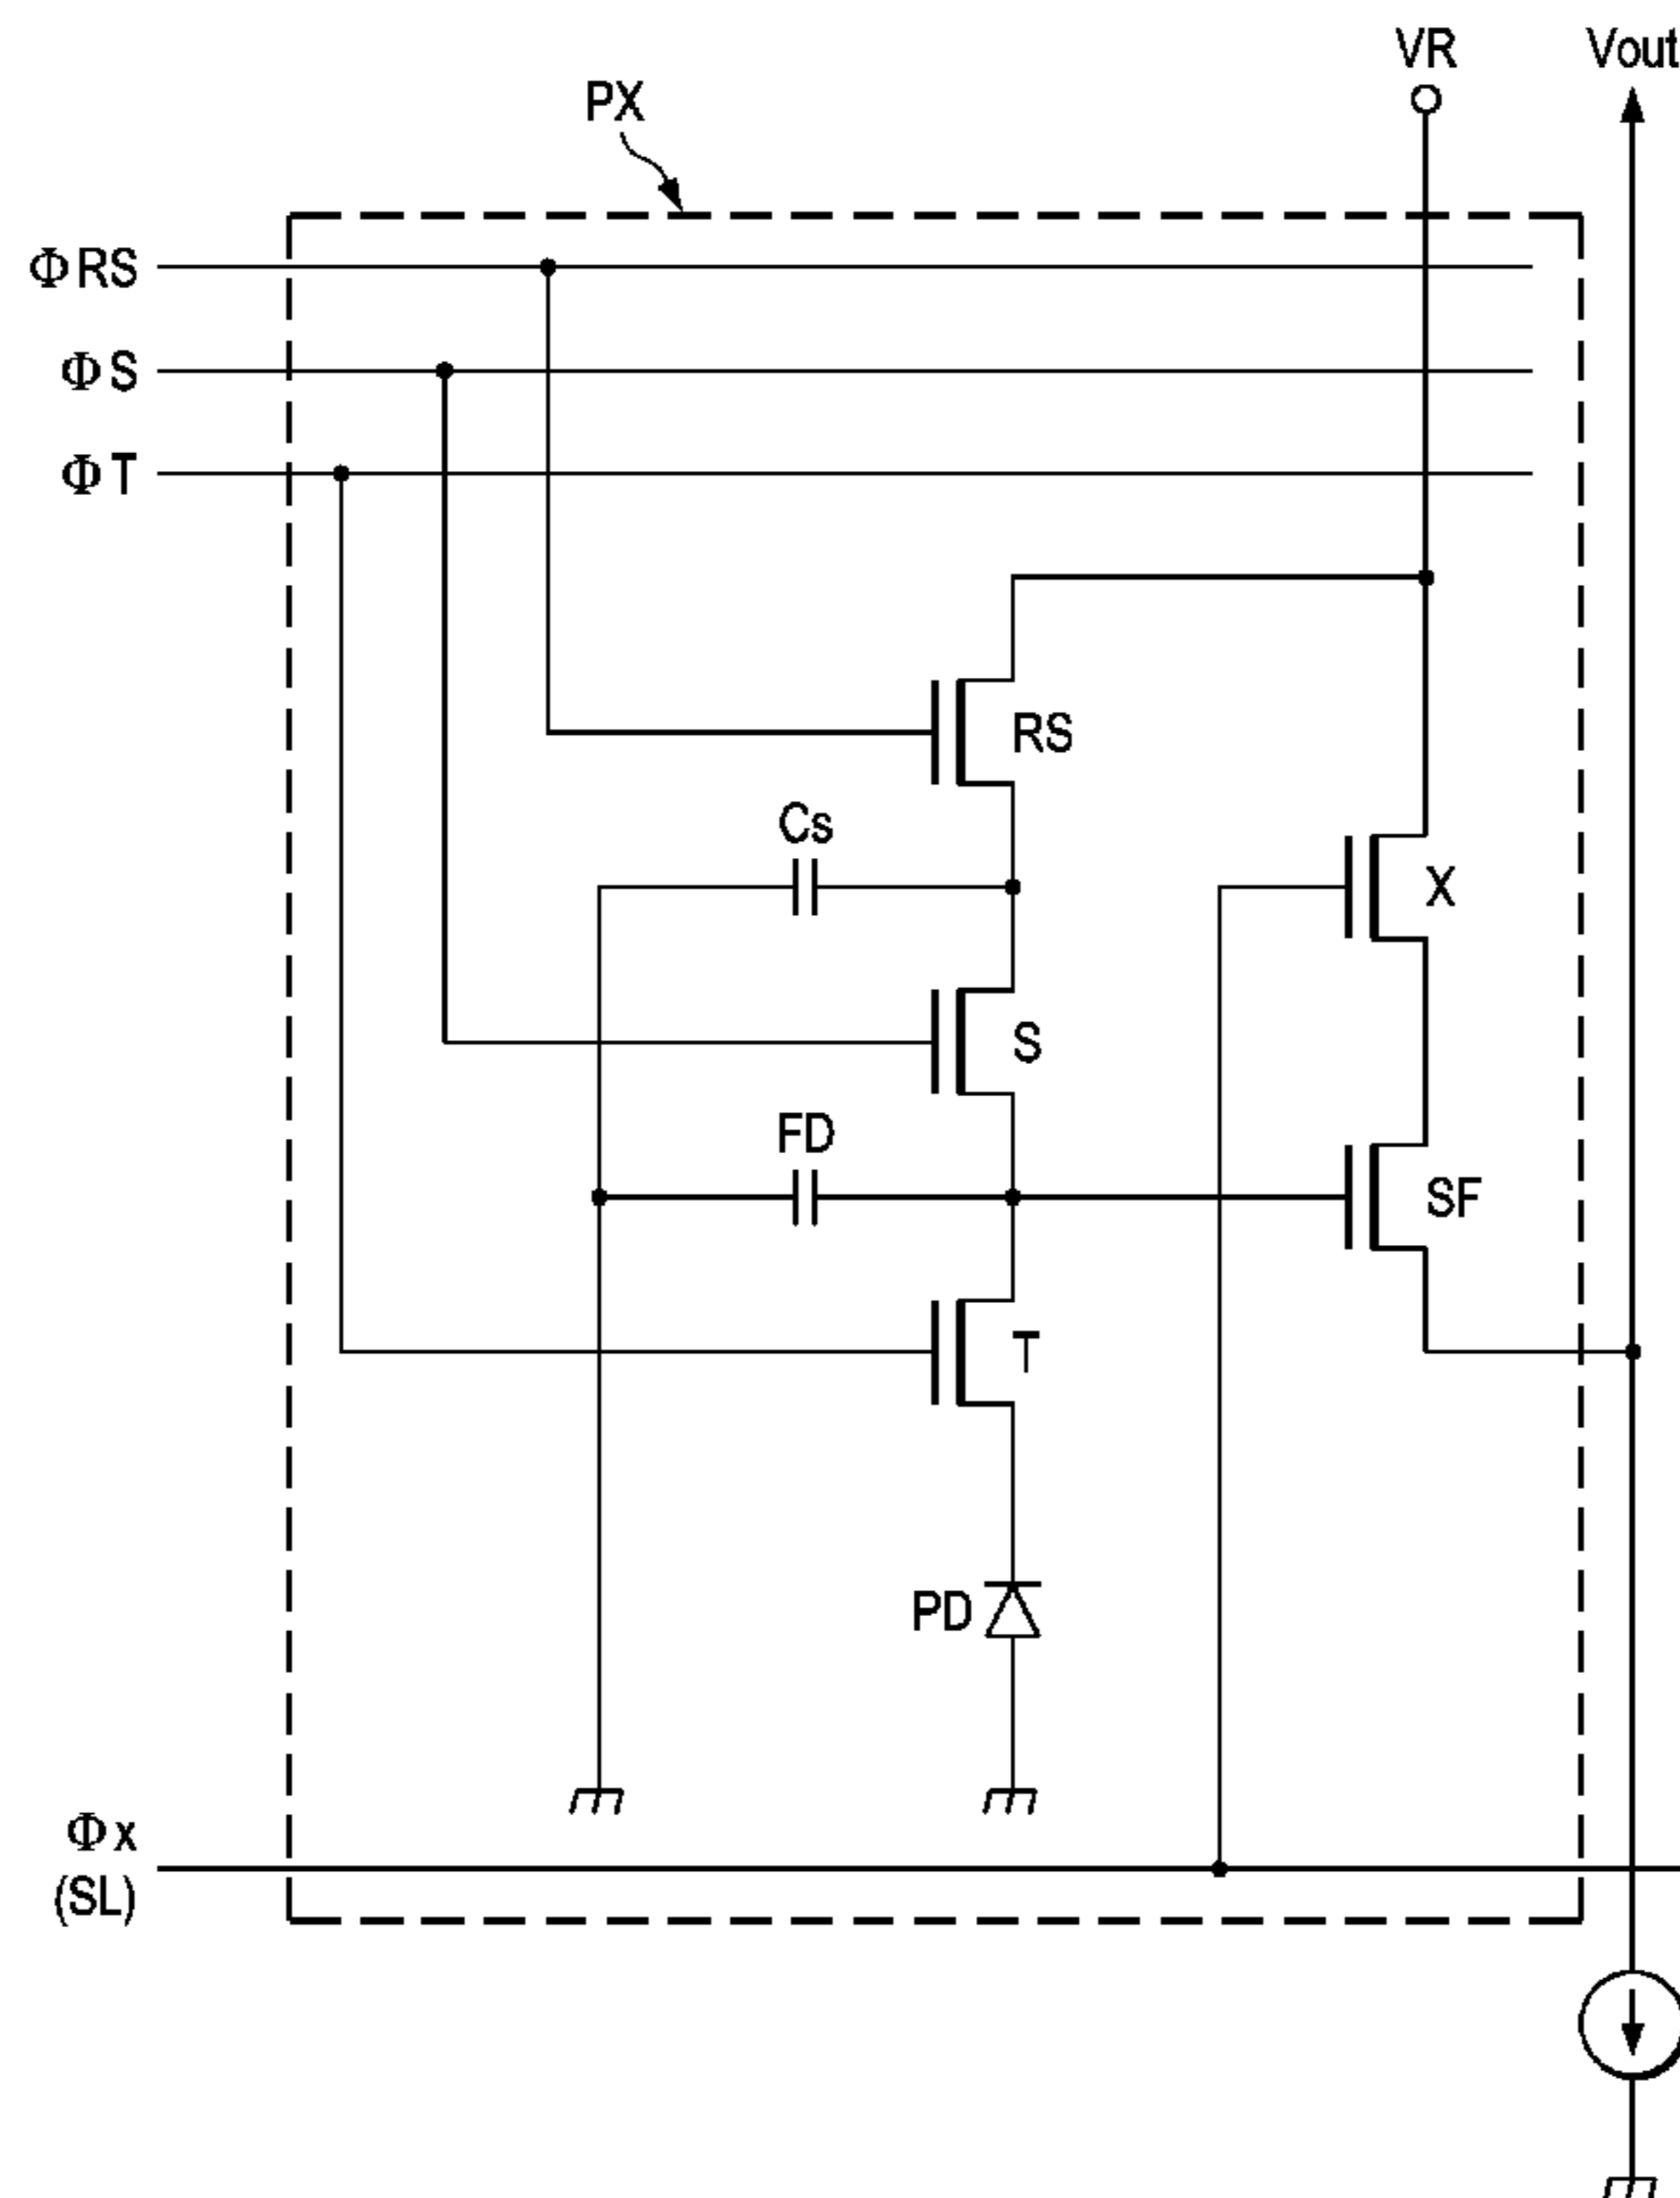 VR
Vout
PX
ΦRS
ΦS
ΦT
RS
Cs
X
S
FD
SF
T
PD
Φx
(SL)